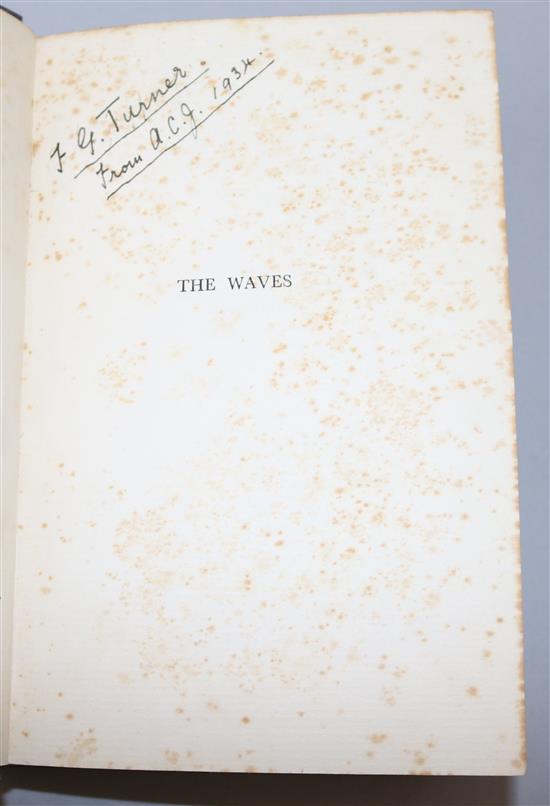 F G. Turner.
From A.C.J. 1934.
THE WAVES